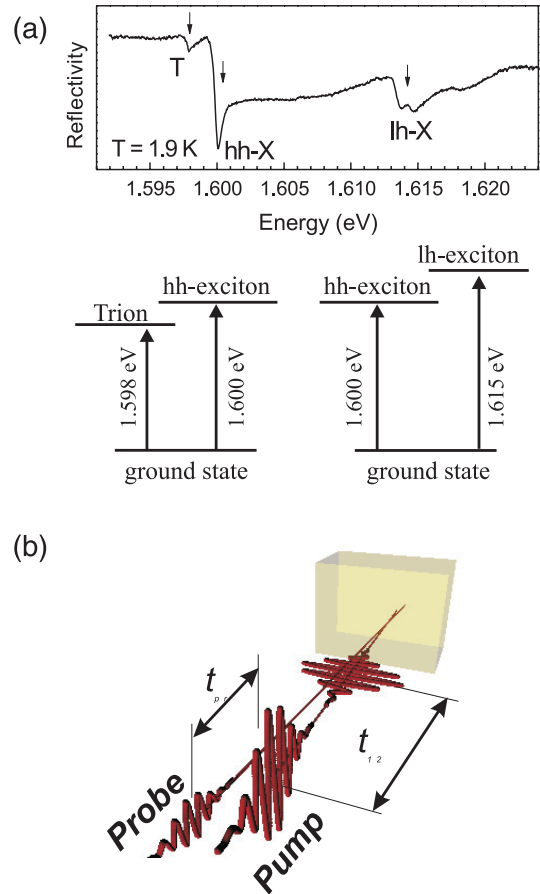 (a)
Reflectivity
T
hh-X
lh-X
T = 1.9 K
1.595 1.600 1.605 1.610 1.615 1.620
Energy (eV)
lh-exciton
hh-exciton hh-exciton
Trion
1.598 eV
1.600 eV
1.600 eV
1.615 eV
ground state ground state
(b)
t pr
t 12
Probe
Pump